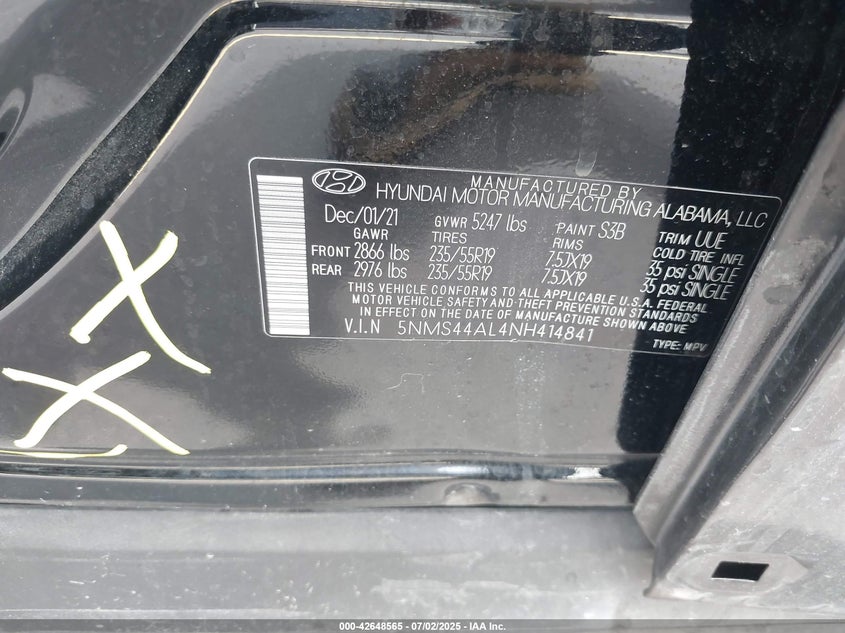 MANUFACTURED BY
HYUNDAI MOTOR MANUFACTURING ALABAMA, LLC
Dec/01/21 GVWR 5247 lbs PAINT S3B TRIM UUE
GAWR TIRES RIMS COLD TIRE INFL
FRONT 2866 lbs 235/55R19 7.5JX19 35 psi SINGLE
REAR 2976 lbs 235/55R19 7.5JX19 35 psi SINGLE
THIS VEHICLE CONFORMS TO ALL APPLICABLE U.S.A. FEDERAL
MOTOR VEHICLE SAFETY AND THEFT PREVENTION STANDARDS
IN EFFECT ON THE DATE OF MANUFACTURE SHOWN ABOVE
V.I.N 5NMS44AL4NH414841
TYPE: MPV
X
X
000-42648565 - 07/02/2025 - IAA Inc.